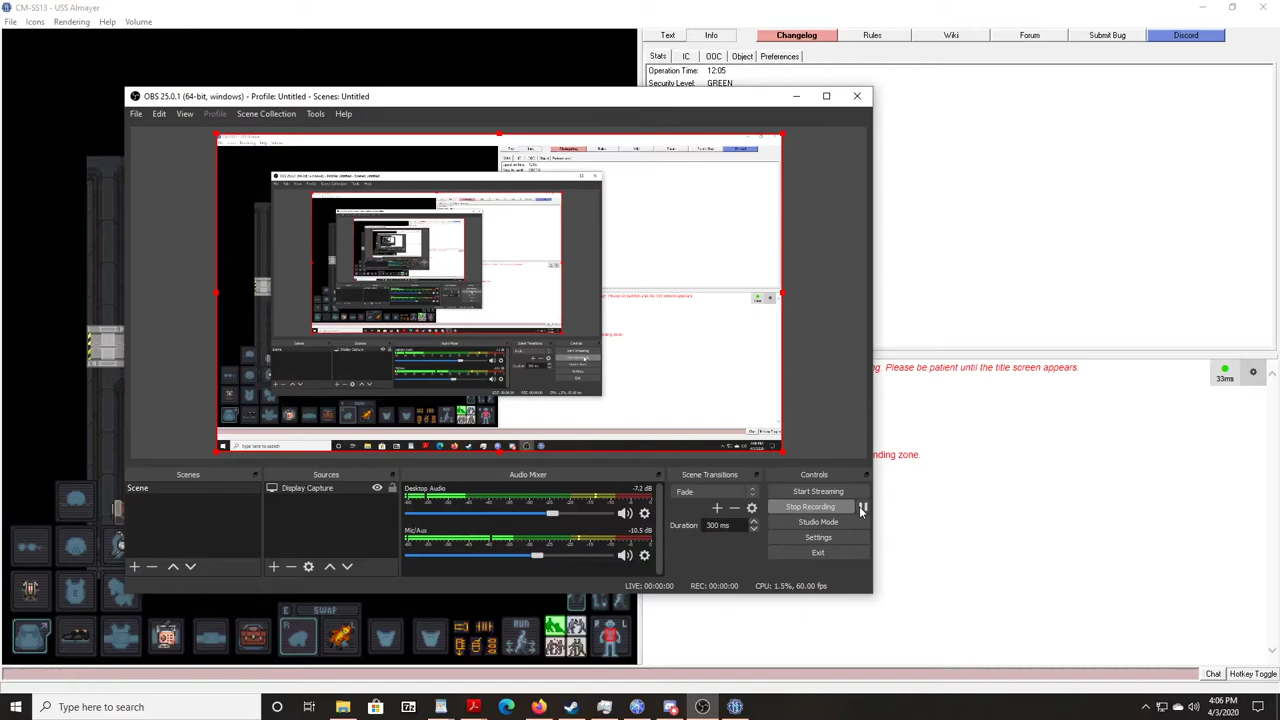 CM-SS13 - USS Almayer
File Icons Rendering Help Volume
Text Info Changelog Rules Wiki Forum Submit Bug Discord
Stats IC OOC Object Preferences
Operation Time: 12:05
Security Level: GREEN
OBS 25.0.1 (64-bit, windows) - Profile: Untitled - Scenes: Untitled
File Edit View Profile Scene Collection Tools Help
ng. Please be patient until the title screen appears.
33ms
nding zone.
Scenes Sources Audio Mixer Scene Transitions Controls
Scene
Display Capture
Desktop Audio -7.2 dB
Mic/Aux -10.5 dB
Fade
Duration 300 ms
Start Streaming
Stop Recording
Studio Mode
Settings
Exit
LIVE: 00:00:00 REC: 00:00:00 CPU: 1.5%, 60.00 fps
E SWAP
R L
RUN
R L
Chat Hotkey Toggle
Type here to search
4:06 PM
4/3/2020